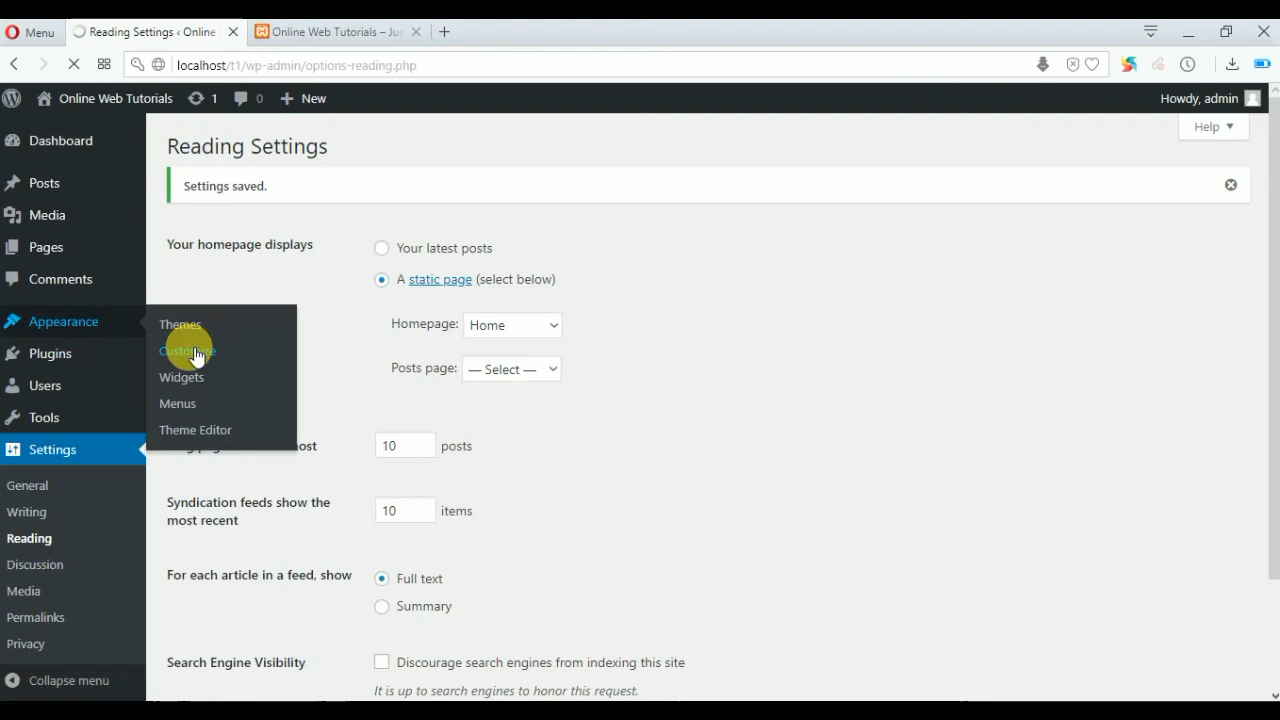 Menu
Reading Settings ‹ Online
Online Web Tutorials – Jus
localhost/t1/wp-admin/options-reading.php
Online Web Tutorials
1
0
New
Howdy, admin
Help
Dashboard
Posts
Media
Pages
Comments
Appearance
Plugins
Users
Tools
Settings
General
Writing
Reading
Discussion
Media
Permalinks
Privacy
Collapse menu
Themes
Customize
Widgets
Menus
Theme Editor
Reading Settings
Settings saved.
Your homepage displays
Your latest posts
A static page (select below)
Homepage: Home
Posts page: — Select —
10 posts
Syndication feeds show the
most recent
10 items
For each article in a feed, show
Full text
Summary
Search Engine Visibility
Discourage search engines from indexing this site
It is up to search engines to honor this request.